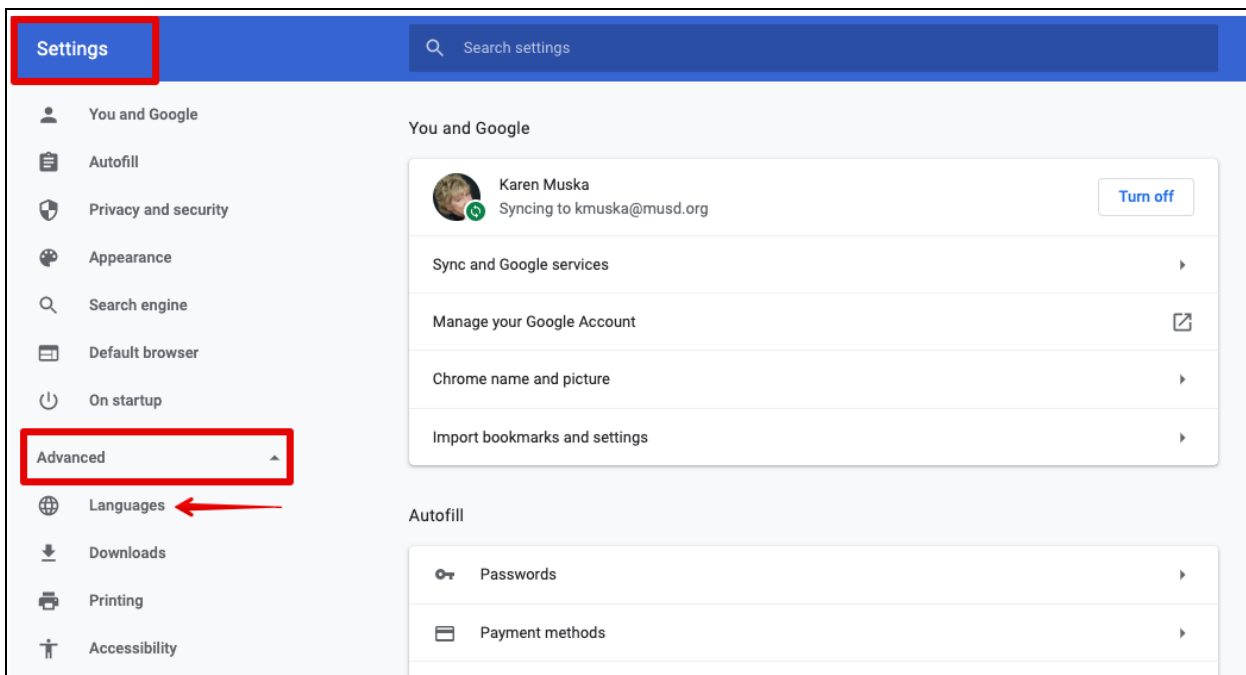 Settings
Search settings
You and Google
Autofill
Privacy and security
Appearance
Search engine
Default browser
On startup
Advanced
Languages
Downloads
Printing
Accessibility
You and Google
Karen Muska
Syncing to kmuska@musd.org
Turn off
Sync and Google services
Manage your Google Account
Chrome name and picture
Import bookmarks and settings
Autofill
Passwords
Payment methods